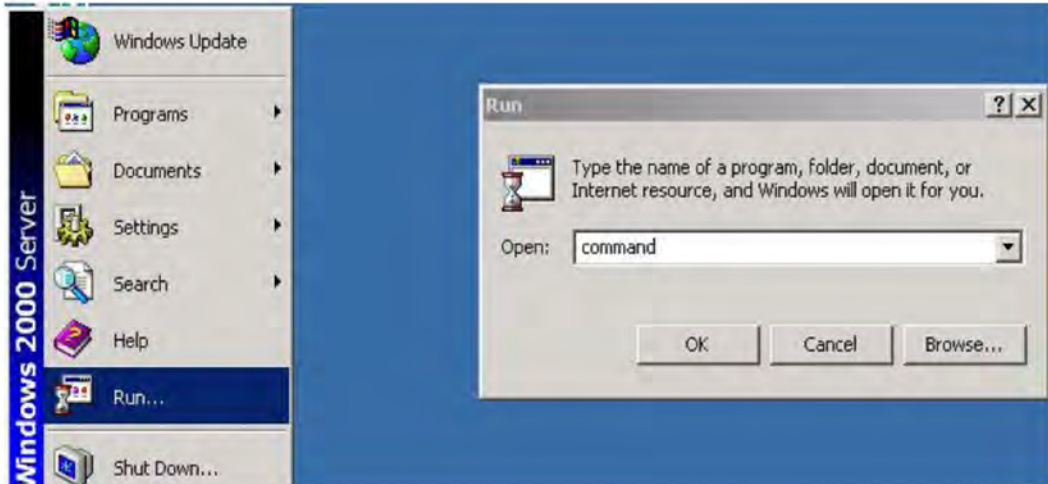 Windows Update
Programs
Documents
Settings
Search
Help
Run...
Shut Down...
Windows 2000 Server
Run
Type the name of a program, folder, document, or
Internet resource, and Windows will open it for you.
Open:
command
OK
Cancel
Browse...